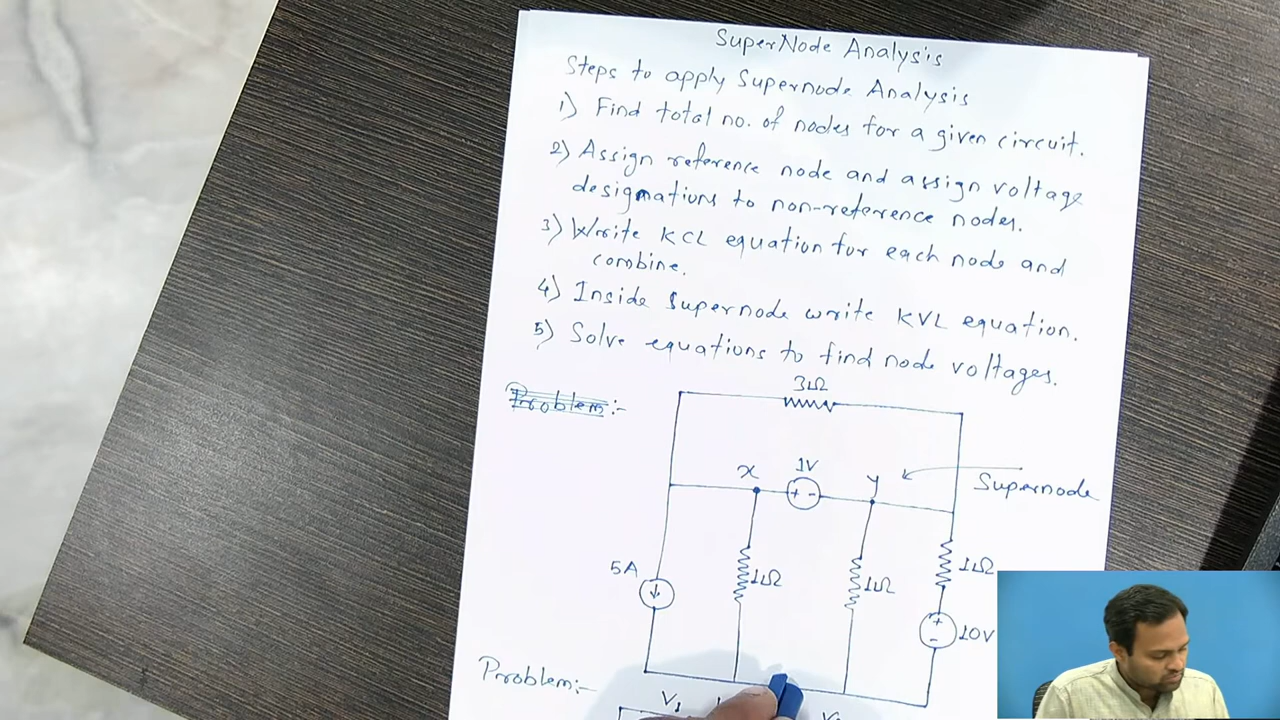 SuperNode Analysis
Steps to apply Supernode Analysis
1) Find total no. of nodes for a given circuit.
2) Assign reference node and assign voltage
designations to non-reference nodes.
3) Write KCL equation for each node and
combine.
4) Inside Supernode write KVL equation.
5) Solve equations to find node voltages.
Problem:-
3Ω
x
1V
+ -
y
Supernode
5A
1Ω
1Ω
1Ω
+
-
10V
Problem:-
V1